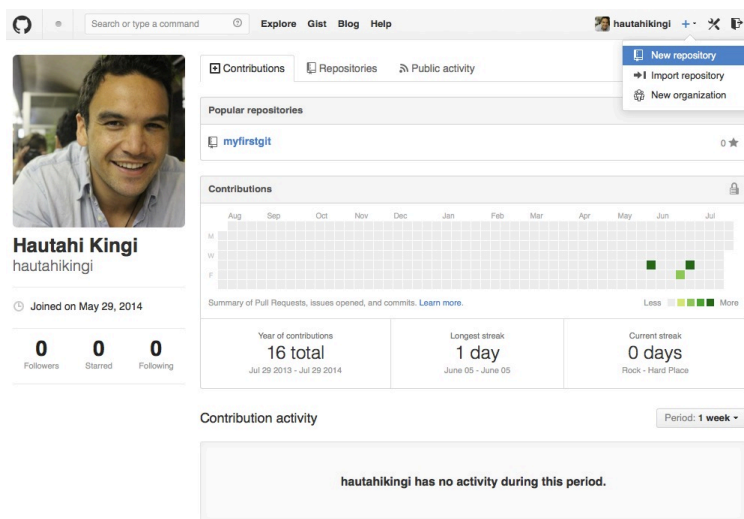 Search or type a command
Explore Gist Blog Help
hautahikingi
New repository
Import repository
New organization
Contributions
Repositories
Public activity
Popular repositories
myfirstgit
0
Contributions
Aug Sep Oct Nov Dec Jan Feb Mar Apr May Jun Jul
M
W
F
Summary of Pull Requests, issues opened, and commits. Learn more.
Less More
Year of contributions
16 total
Jul 29 2013 - Jul 29 2014
Longest streak
1 day
June 05 - June 05
Current streak
0 days
Rock - Hard Place
Hautahi Kingi
hautahikingi
Joined on May 29, 2014
0 0 0
Followers Starred Following
Contribution activity
Period: 1 week
hautahikingi has no activity during this period.